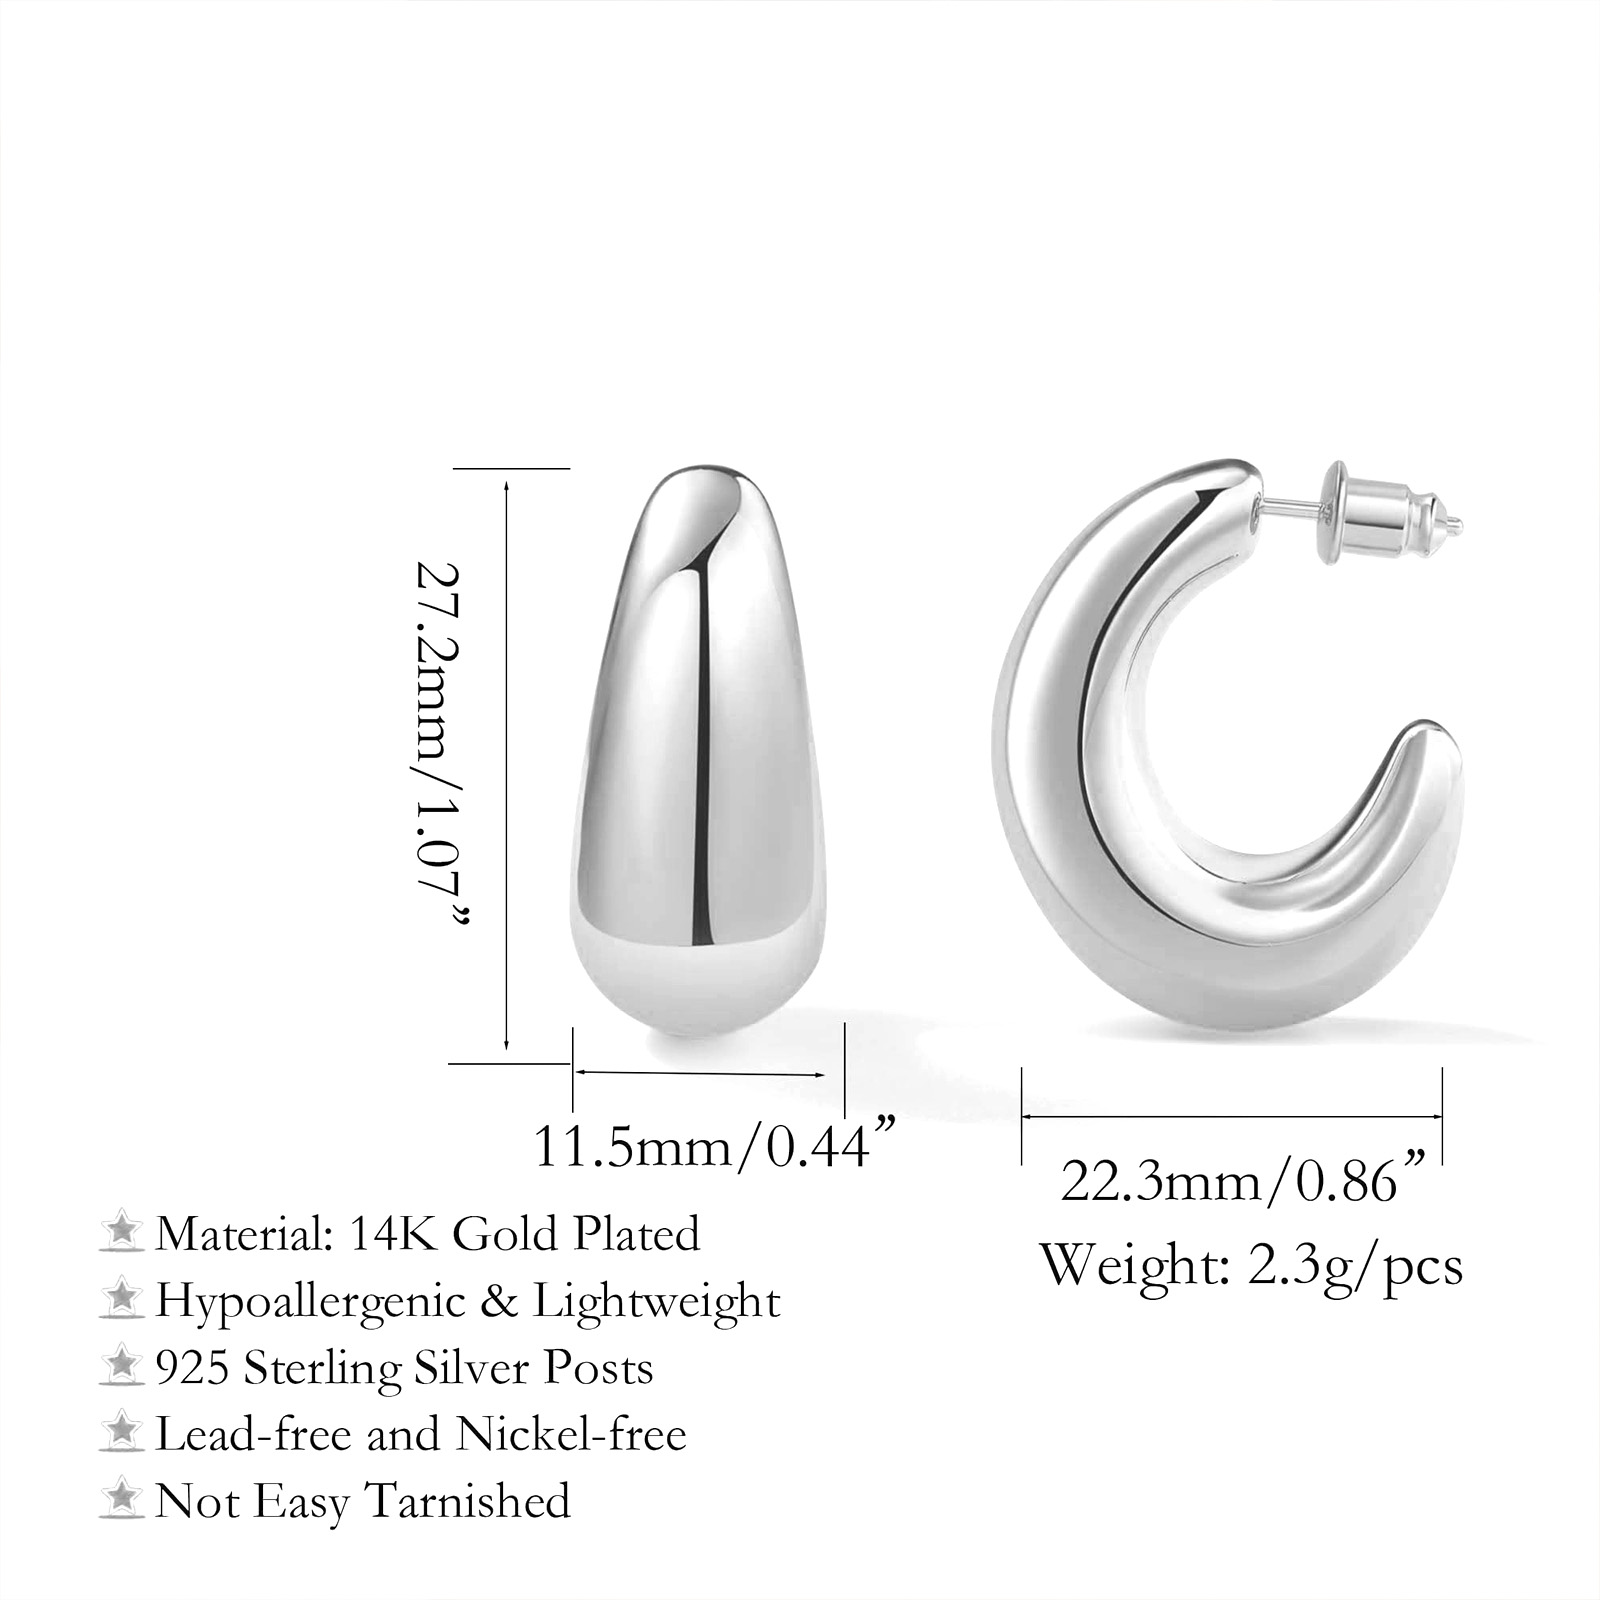 27.2mm/1.07”
11.5mm/0.44”
22.3mm/0.86”
Weight: 2.3g/pcs
Material: 14K Gold Plated
Hypoallergenic & Lightweight
925 Sterling Silver Posts
Lead-free and Nickel-free
Not Easy Tarnished